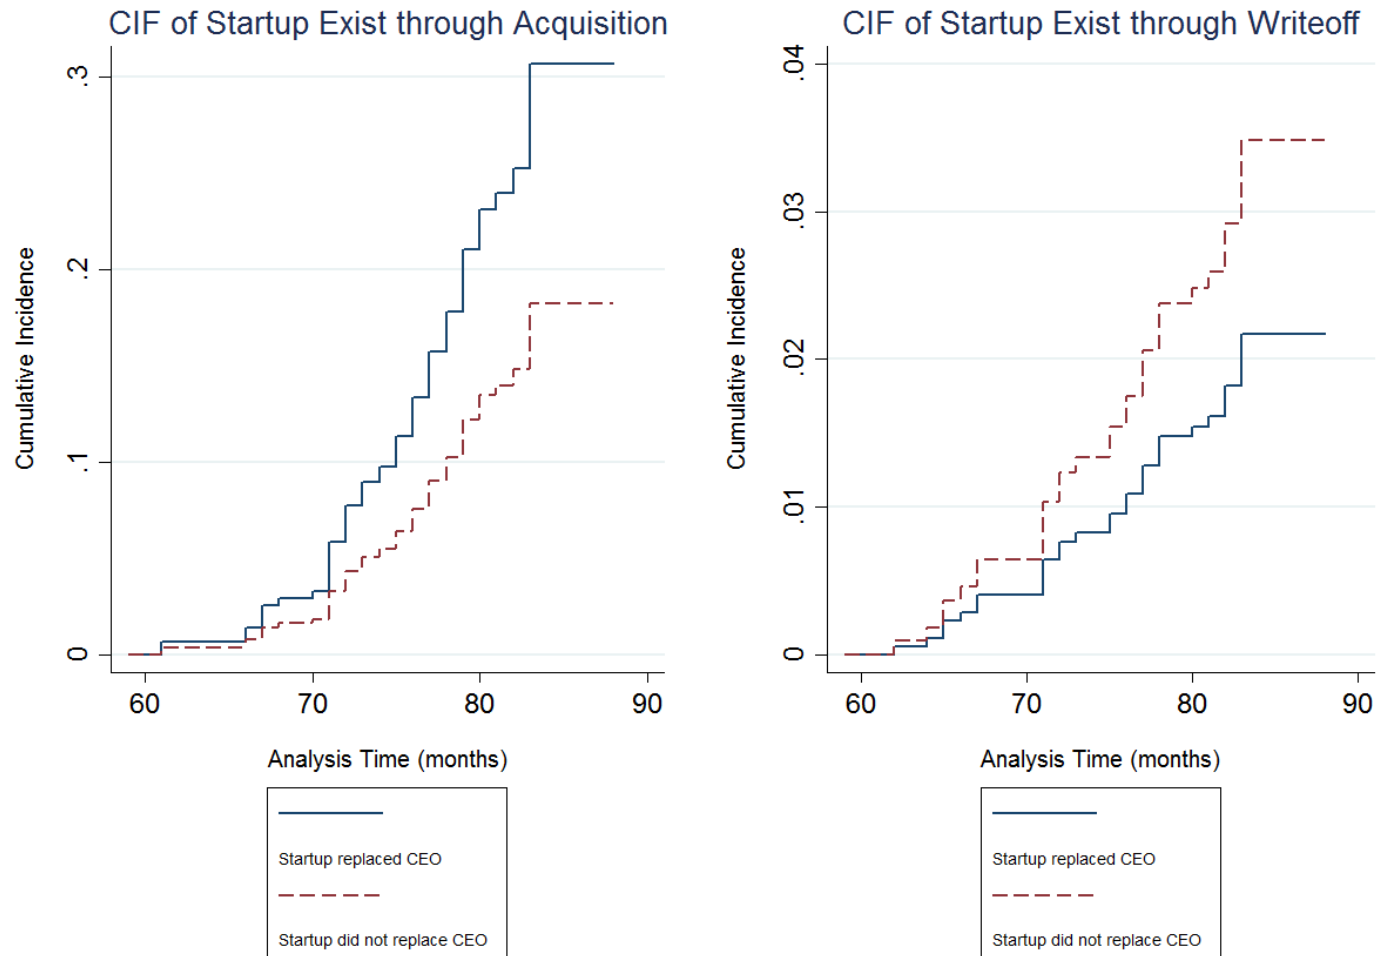 CIF of Startup Exist through Acquisition
.3
.2
.1
0
Cumulative Incidence
60 70 80 90
Analysis Time (months)
Startup replaced CEO
Startup did not replace CEO
CIF of Startup Exist through Writeoff
.04
.03
.02
.01
0
Cumulative Incidence
60 70 80 90
Analysis Time (months)
Startup replaced CEO
Startup did not replace CEO